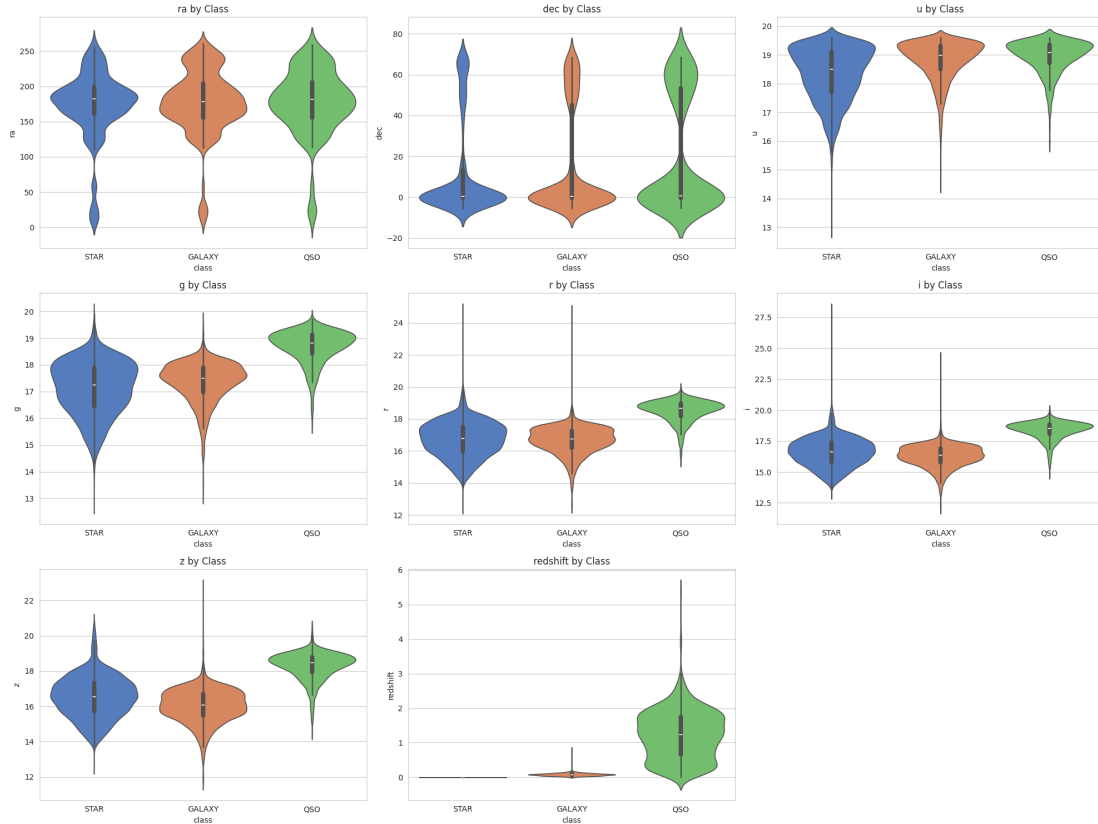 ra by Class
250
200
150
100
50
0
ra
STAR
GALAXY
QSO
class
dec by Class
80
60
40
20
0
−20
dec
STAR
GALAXY
QSO
class
u by Class
20
19
18
17
16
15
14
13
u
STAR
GALAXY
QSO
class
g by Class
20
19
18
17
16
15
14
13
g
STAR
GALAXY
QSO
class
r by Class
24
22
20
18
16
14
12
r
STAR
GALAXY
QSO
class
i by Class
27.5
25.0
22.5
20.0
17.5
15.0
12.5
i
STAR
GALAXY
QSO
class
z by Class
22
20
18
16
14
12
z
STAR
GALAXY
QSO
class
redshift by Class
6
5
4
3
2
1
0
redshift
STAR
GALAXY
QSO
class